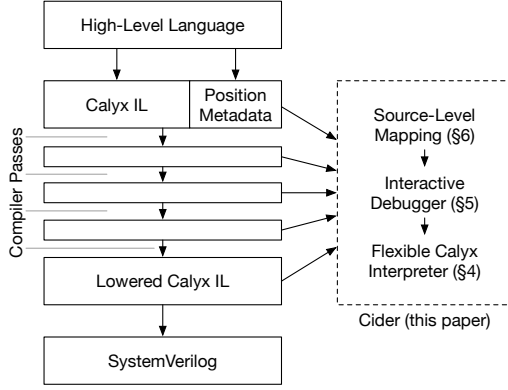 High-Level Language
Calyx IL
Position
Metadata
Compiler Passes
Lowered Calyx IL
SystemVerilog
Source-Level
Mapping (§6)
Interactive
Debugger (§5)
Flexible Calyx
Interpreter (§4)
Cider (this paper)